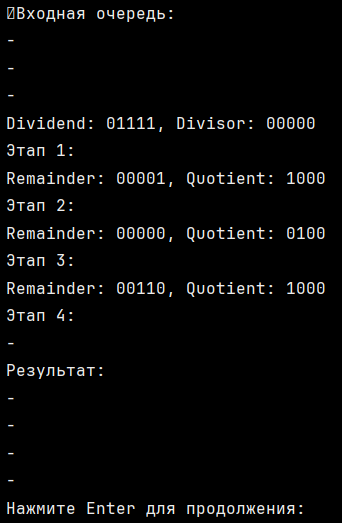 Входная очередь:
-
-
-
Dividend: 01111, Divisor: 00000
Этап 1:
Remainder: 00001, Quotient: 1000
Этап 2:
Remainder: 00000, Quotient: 0100
Этап 3:
Remainder: 00110, Quotient: 1000
Этап 4:
-
Результат:
-
-
-
-
Нажмите Enter для продолжения: